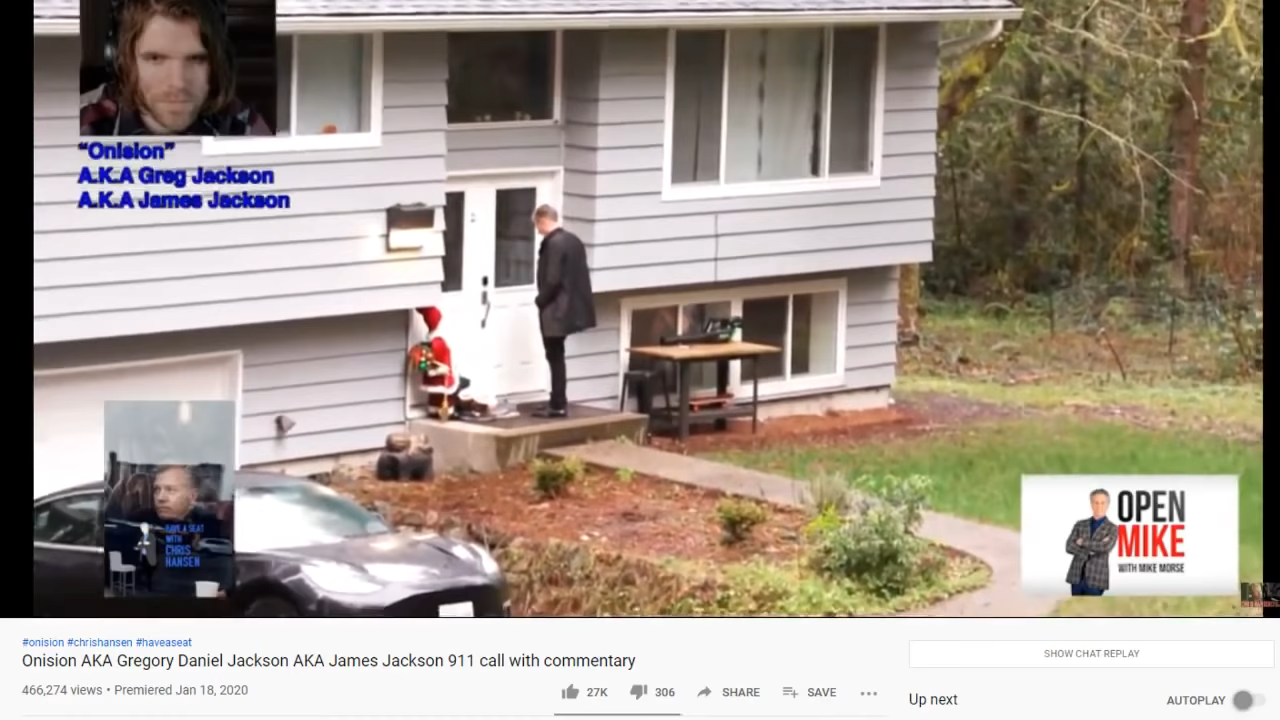 "Onision"
A.K.A Greg Jackson
A.K.A James Jackson
HAVE A SEAT
WITH
CHRIS
HANSEN
OPEN
MIKE
WITH MIKE MORSE
#onision #chrishansen #haveaseat
Onision AKA Gregory Daniel Jackson AKA James Jackson 911 call with commentary
466,274 views • Premiered Jan 18, 2020
27K
306
SHARE
SAVE
SHOW CHAT REPLAY
Up next
AUTOPLAY